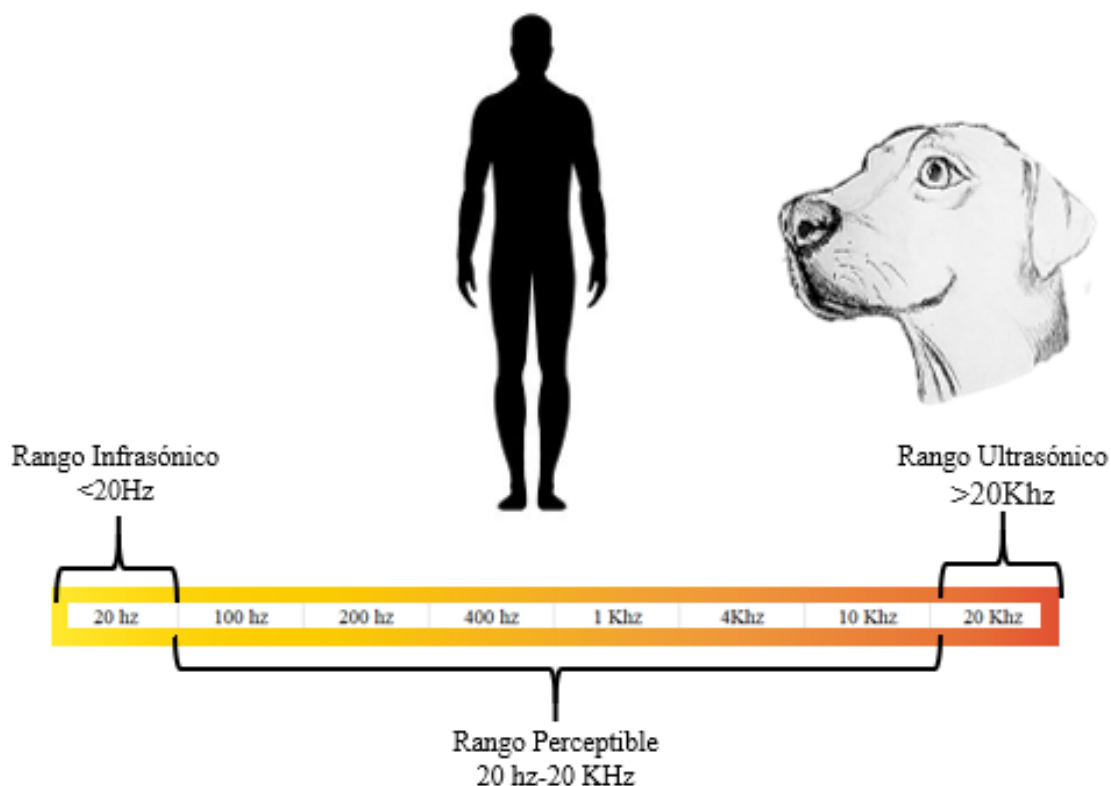 Rango Infrasónico
<20Hz
Rango Ultrasónico
>20Khz
20 hz 100 hz 200 hz 400 hz 1 Khz 4Khz 10 Khz 20 Khz
Rango Perceptible
20 hz-20 KHz